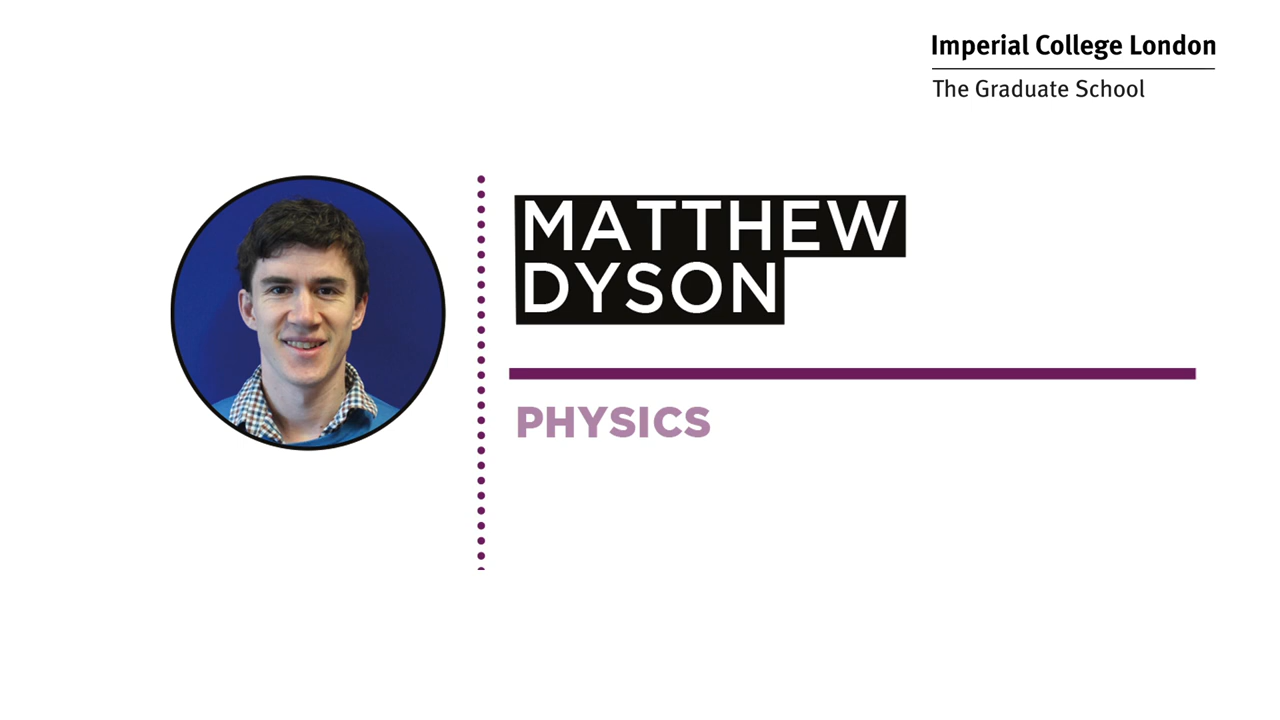 Imperial College London
The Graduate School
MATTHEW
DYSON
PHYSICS